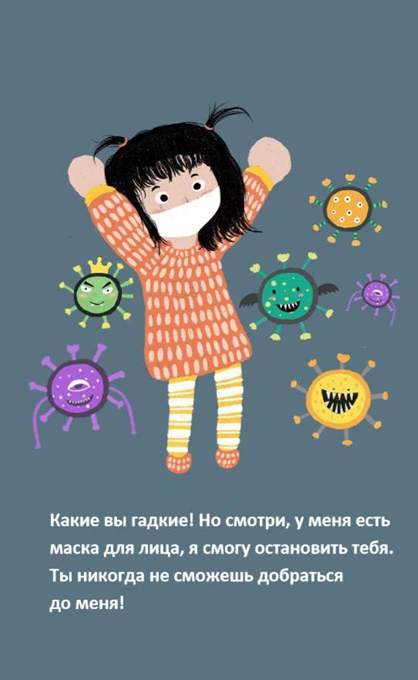 Какие вы гадкие! Но смотри, у меня есть
маска для лица, я смогу остановить тебя.
Ты никогда не сможешь добраться
до меня!